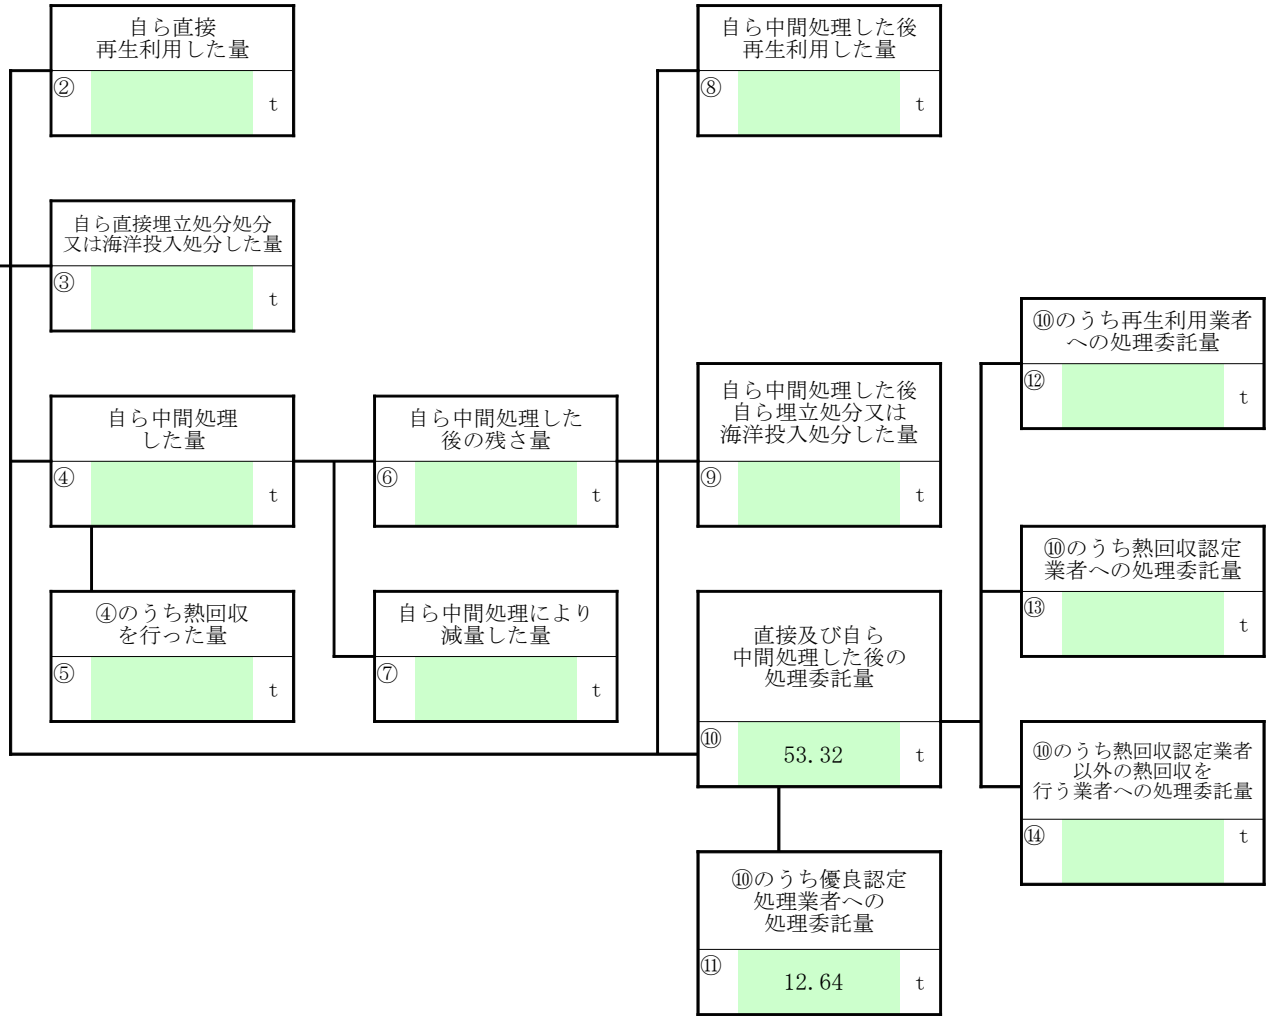 自ら直接
再生利用した量
②
t
自ら中間処理した後
再生利用した量
⑧
t
自ら直接埋立処分処分
又は海洋投入処分した量
③
t
⑩のうち再生利用業者
への処理委託量
⑫
t
自ら中間処理
した量
④
t
自ら中間処理した
後の残さ量
⑥
t
自ら中間処理した後
自ら埋立処分又は
海洋投入処分した量
⑨
t
⑩のうち熱回収認定
業者への処理委託量
⑬
t
④のうち熱回収
を行った量
⑤
t
自ら中間処理により
減量した量
⑦
t
直接及び自ら
中間処理した後の
処理委託量
⑩
53.32
t
⑩のうち熱回収認定業者
以外の熱回収を
行う業者への処理委託量
⑭
t
⑩のうち優良認定
処理業者への
処理委託量
⑪
12.64
t